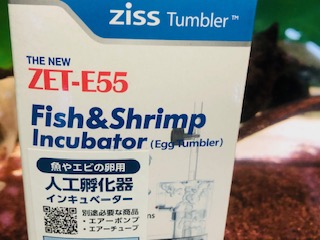 ziss Tumbler™
THE NEW
ZET-E55
Fish&Shrimp
Incubator (Egg Tumbler)
魚やエビの卵用
人工孵化器
インキュベーター
別途必要な商品
・エアーポンプ
・エアーチューブ